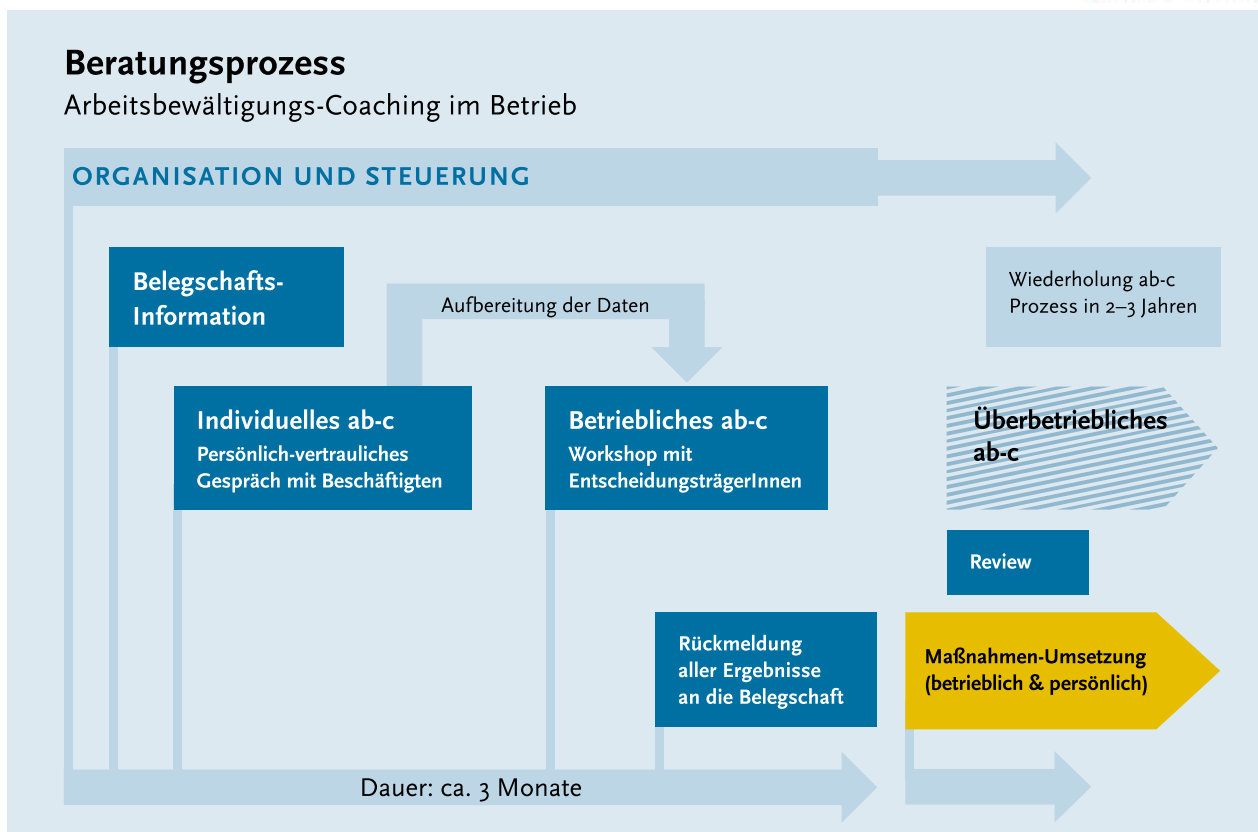 Beratungsprozess
Arbeitsbewältigungs-Coaching im Betrieb
ORGANISATION UND STEUERUNG
Belegschafts-
Information
Aufbereitung der Daten
Wiederholung ab-c
Prozess in 2–3 Jahren
Individuelles ab-c
Persönlich-vertrauliches
Gespräch mit Beschäftigten
Betriebliches ab-c
Workshop mit
EntscheidungsträgerInnen
Überbetriebliches
ab-c
Review
Rückmeldung
aller Ergebnisse
an die Belegschaft
Maßnahmen-Umsetzung
(betrieblich & persönlich)
Dauer: ca. 3 Monate